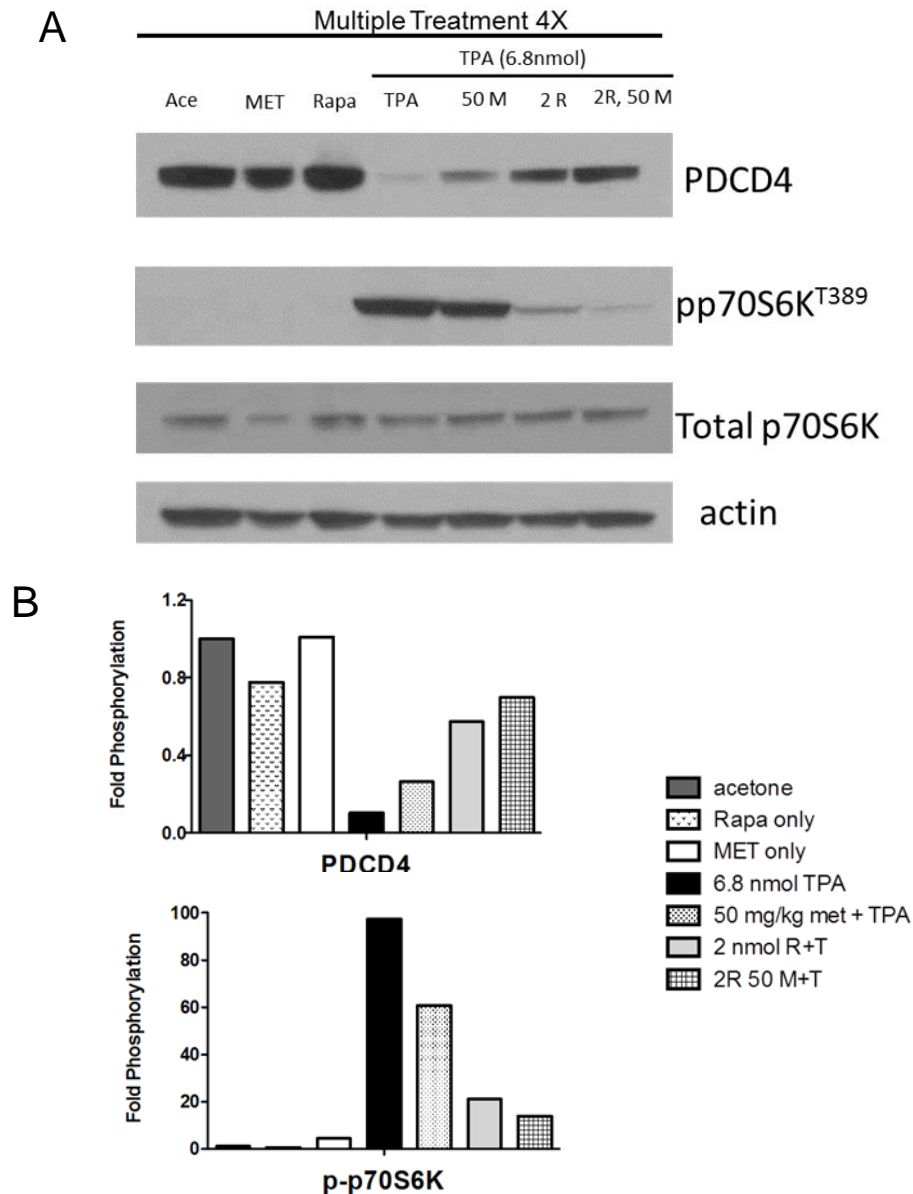 A
Multiple Treatment 4X
TPA (6.8nmol)
Ace MET Rapa TPA 50 M 2 R 2R, 50 M
PDCD4
pp70S6K^T389
Total p70S6K
actin
B
Fold Phosphorylation
1.2
0.8
0.4
0.0
PDCD4
Fold Phosphorylation
100
80
60
40
20
0
p-p70S6K
acetone
Rapa only
MET only
6.8 nmol TPA
50 mg/kg met + TPA
2 nmol R+T
2R 50 M+T